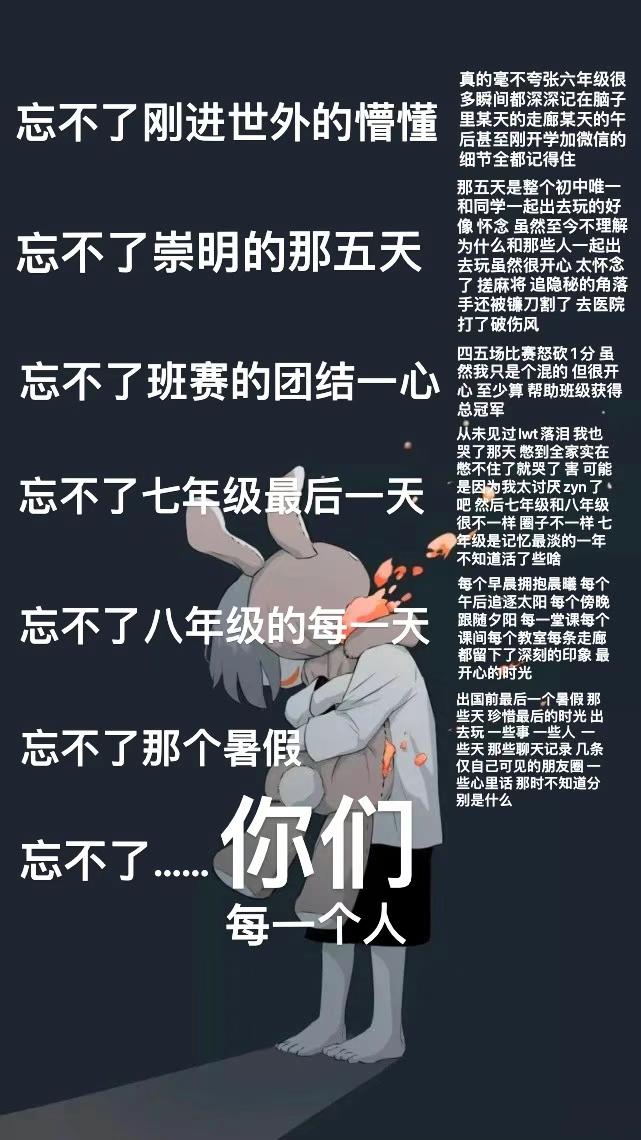 忘不了刚进世外的懵懂
真的毫不夸张六年级很
多瞬间都深深记在脑子
里某天的走廊某天的午
后甚至刚开学加微信的
细节全都记得住
忘不了崇明的那五天
那五天是整个初中唯一
和同学一起出去玩的好
像 怀念 虽然至今不理解
为什么和那些人一起出
去玩虽然很开心 太怀念
了 搓麻将 追隐秘的角落
手还被镰刀割了 去医院
打了破伤风
忘不了班赛的团结一心
四五场比赛怒砍1分 虽
然我只是个混的 但很开
心 至少算 帮助班级获得
总冠军
忘不了七年级最后一天
从未见过lwt落泪 我也
哭了那天 憋到全家实在
憋不住了就哭了 害 可能
是因为我太讨厌zyn了
吧 然后七年级和八年级
很不一样 圈子不一样 七
年级是记忆最淡的一年
不知道活了些啥
忘不了八年级的每一天
每个早晨拥抱晨曦 每个
午后追逐太阳 每个傍晚
跟随夕阳 每一堂课每个
课间每个教室每条走廊
都留下了深刻的印象 最
开心的时光
忘不了那个暑假
出国前最后一个暑假 那
些天 珍惜最后的时光 出
去玩 一些事 一些人 一
些天 那些聊天记录 几条
仅自己可见的朋友圈 一
些心里话 那时不知道分
别是什么
忘不了......你们
每一个人